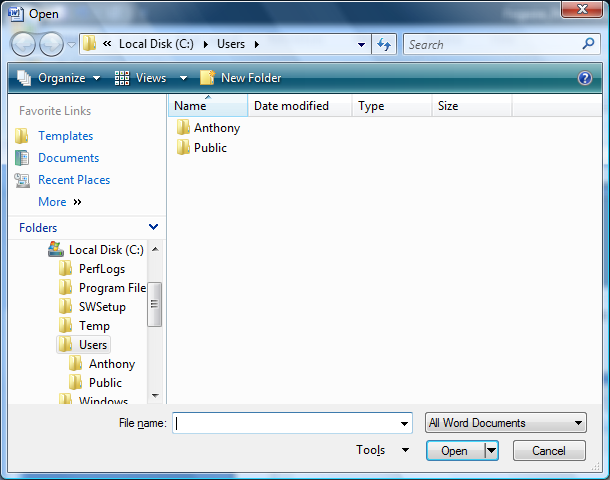 Open
« Local Disk (C:) Users Search
Organize Views New Folder ?
Favorite Links
Templates
Documents
Recent Places
More »
Folders
Local Disk (C:)
PerfLogs
Program File
SWSetup
Temp
Users
Anthony
Public
Windows
Name Date modified Type Size
Anthony
Public
File name: All Word Documents
Tools Open Cancel